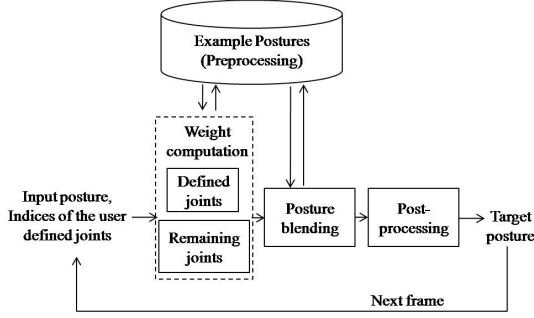 Example Postures
(Preprocessing)
Weight
computation
Defined
joints
Remaining
joints
Input posture,
Indices of the user
defined joints
Posture
blending
Post-
processing
Target
posture
Next frame